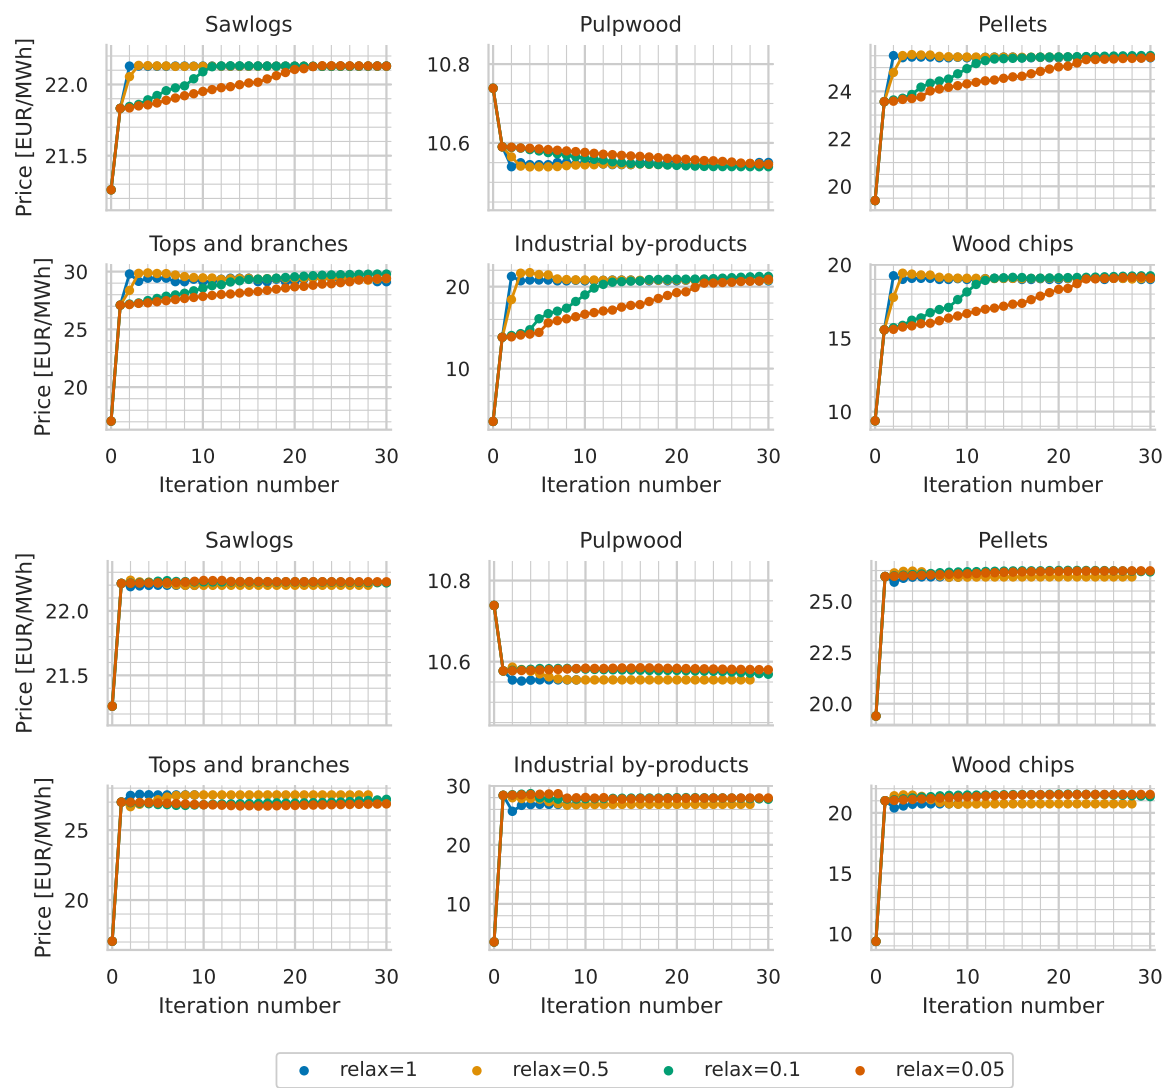 Sawlogs Pulpwood Pellets
Price [EUR/MWh]
22.0
21.5
10.8
10.6
24
22
20
Tops and branches Industrial by-products Wood chips
Price [EUR/MWh]
30
25
20
20
10
20
15
10
0 10 20 30 0 10 20 30 0 10 20 30
Iteration number Iteration number Iteration number
Sawlogs Pulpwood Pellets
Price [EUR/MWh]
22.0
21.5
10.8
10.6
25.0
22.5
20.0
Tops and branches Industrial by-products Wood chips
Price [EUR/MWh]
25
20
30
20
10
20
15
10
0 10 20 30 0 10 20 30 0 10 20 30
Iteration number Iteration number Iteration number
relax=1 relax=0.5 relax=0.1 relax=0.05